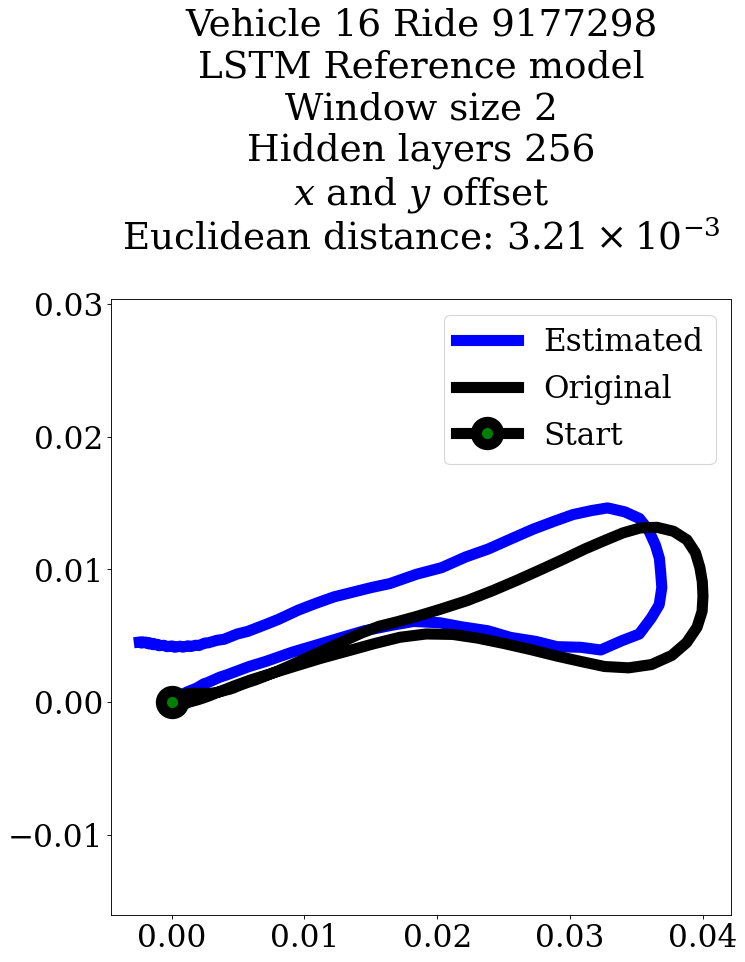 Vehicle 16 Ride 9177298
LSTM Reference model
Window size 2
Hidden layers 256
x and y offset
Euclidean distance: 3.21 × 10⁻³
0.03
0.02
0.01
0.00
−0.01
Estimated
Original
Start
0.00 0.01 0.02 0.03 0.04